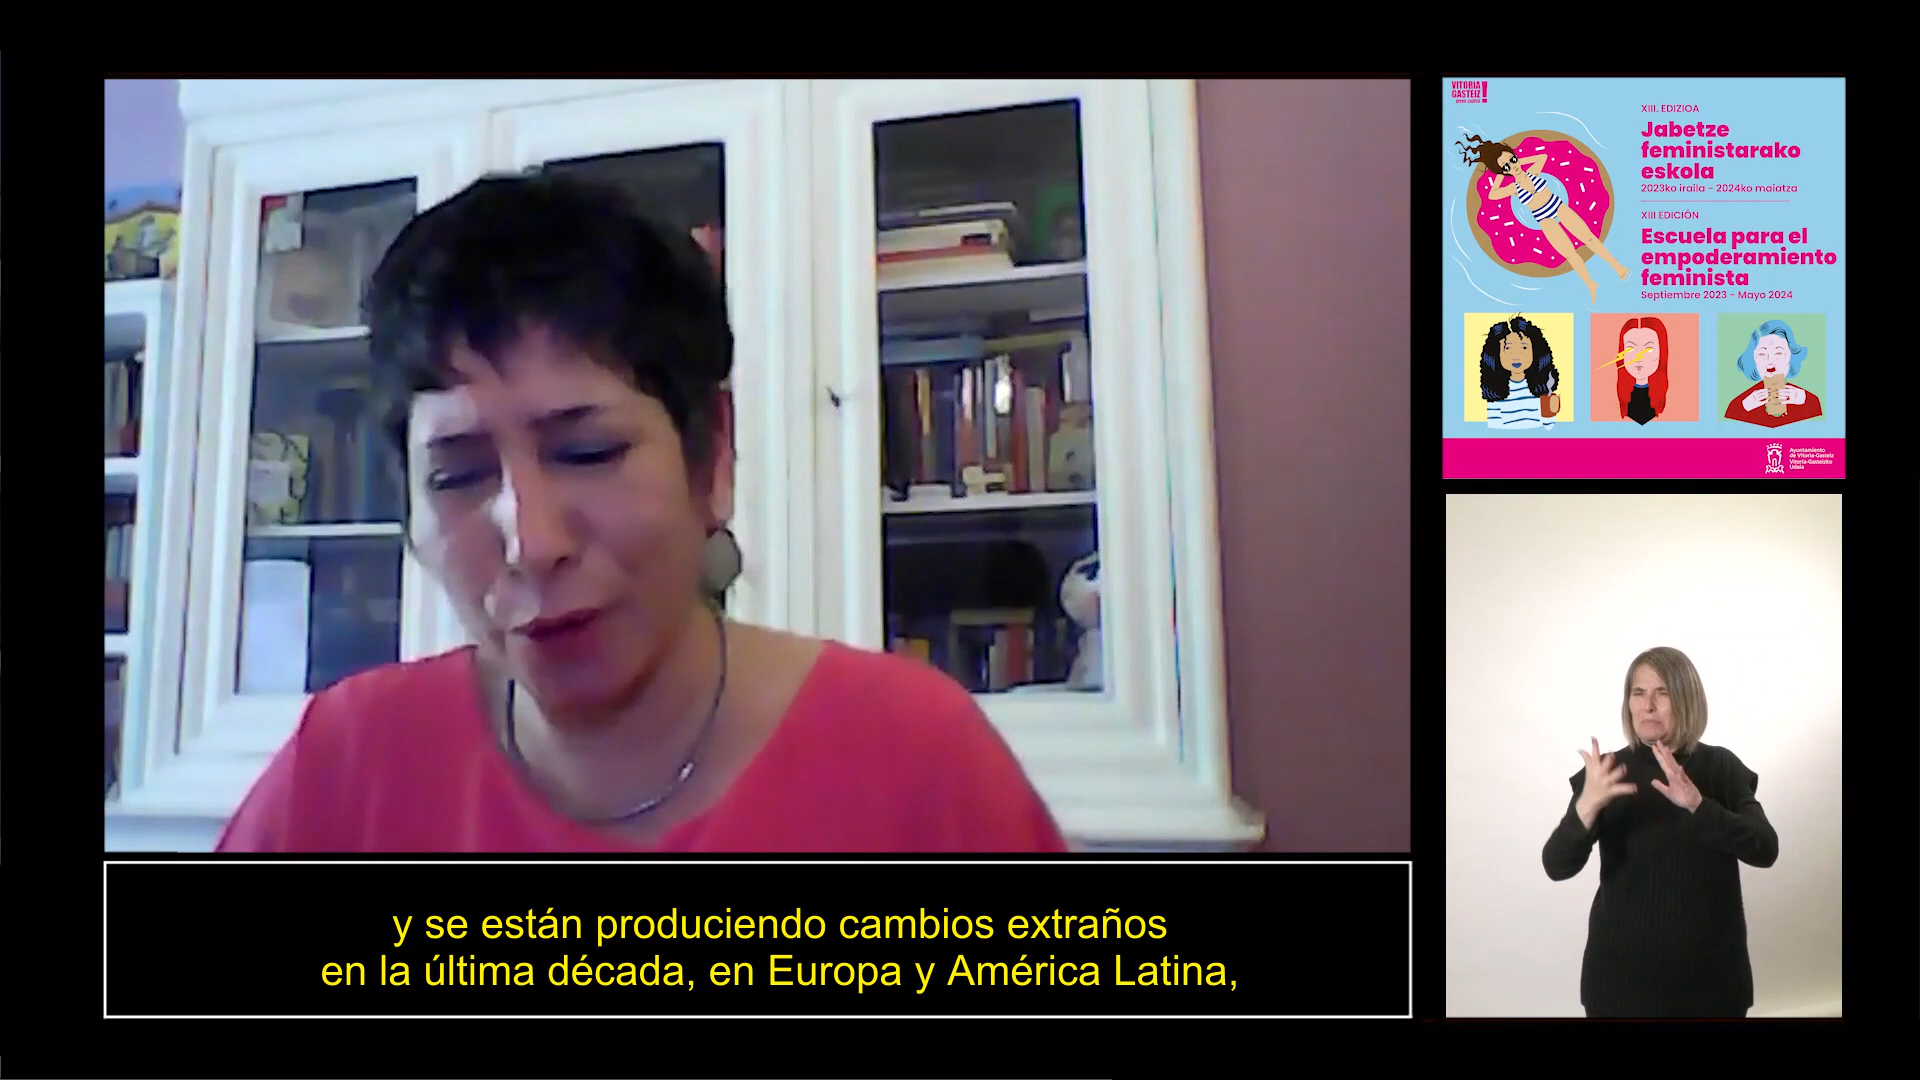 VITORIA
GASTEIZ
green capital
XIII. EDIZIOA
Jabetze
feministarako
eskola
2023ko iraila - 2024ko maiatza
XIII EDICIÓN
Escuela para el
empoderamiento
feminista
Septiembre 2023 - Mayo 2024
Ayuntamiento
de Vitoria-Gasteiz
Vitoria-Gasteizko
Udala
y se están produciendo cambios extraños
en la última década, en Europa y América Latina,